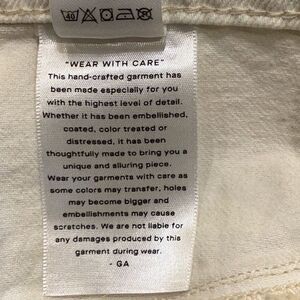 40
"WEAR WITH CARE"
This hand-crafted garment has
been made especially for you
with the highest level of detail.
Whether it has been embellished,
coated, color treated or
distressed, it has been
thoughtfully made to bring you a
unique and alluring piece.
Wear your garments with care as
some colors may transfer, holes
may become bigger and
embellishments may cause
scratches. We are not liable for
any damages produced by this
garment during wear.
- GA